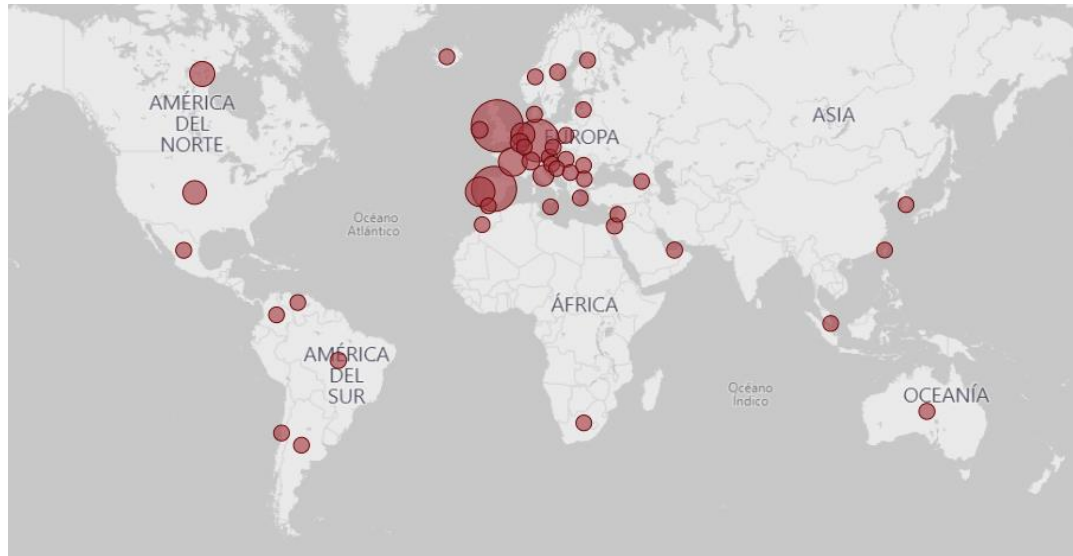 AMÉRICA
DEL
NORTE
EUROPA
ASIA
Océano
Atlántico
ÁFRICA
AMÉRICA
DEL
SUR
Océano
Índico
OCEANÍA